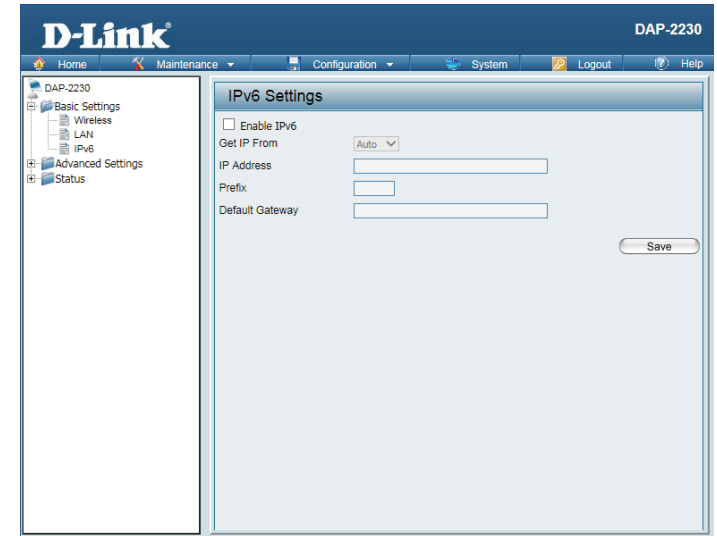 D-Link®
DAP-2230
Home Maintenance Configuration System Logout Help
DAP-2230
Basic Settings
Wireless
LAN
IPv6
Advanced Settings
Status
IPv6 Settings
Enable IPv6
Get IP From Auto
IP Address
Prefix
Default Gateway
Save